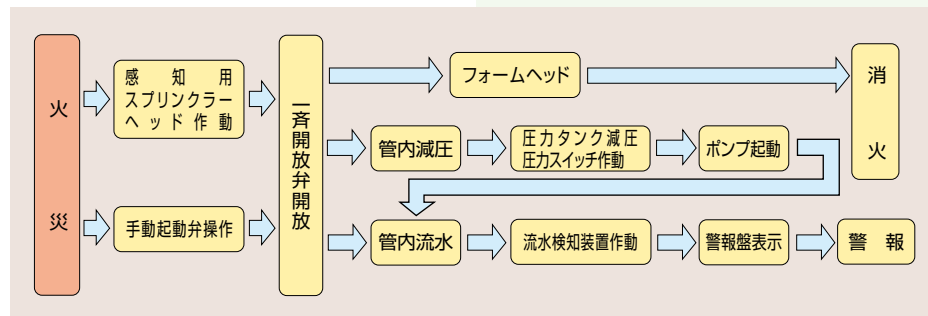 火災
感知用
スプリンクラー
ヘッド作動
手動起動弁操作
一斉開放弁開放
フォームヘッド
消火
管内減圧
圧力タンク減圧
圧力スイッチ作動
ポンプ起動
管内流水
流水検知装置作動
警報盤表示
警報